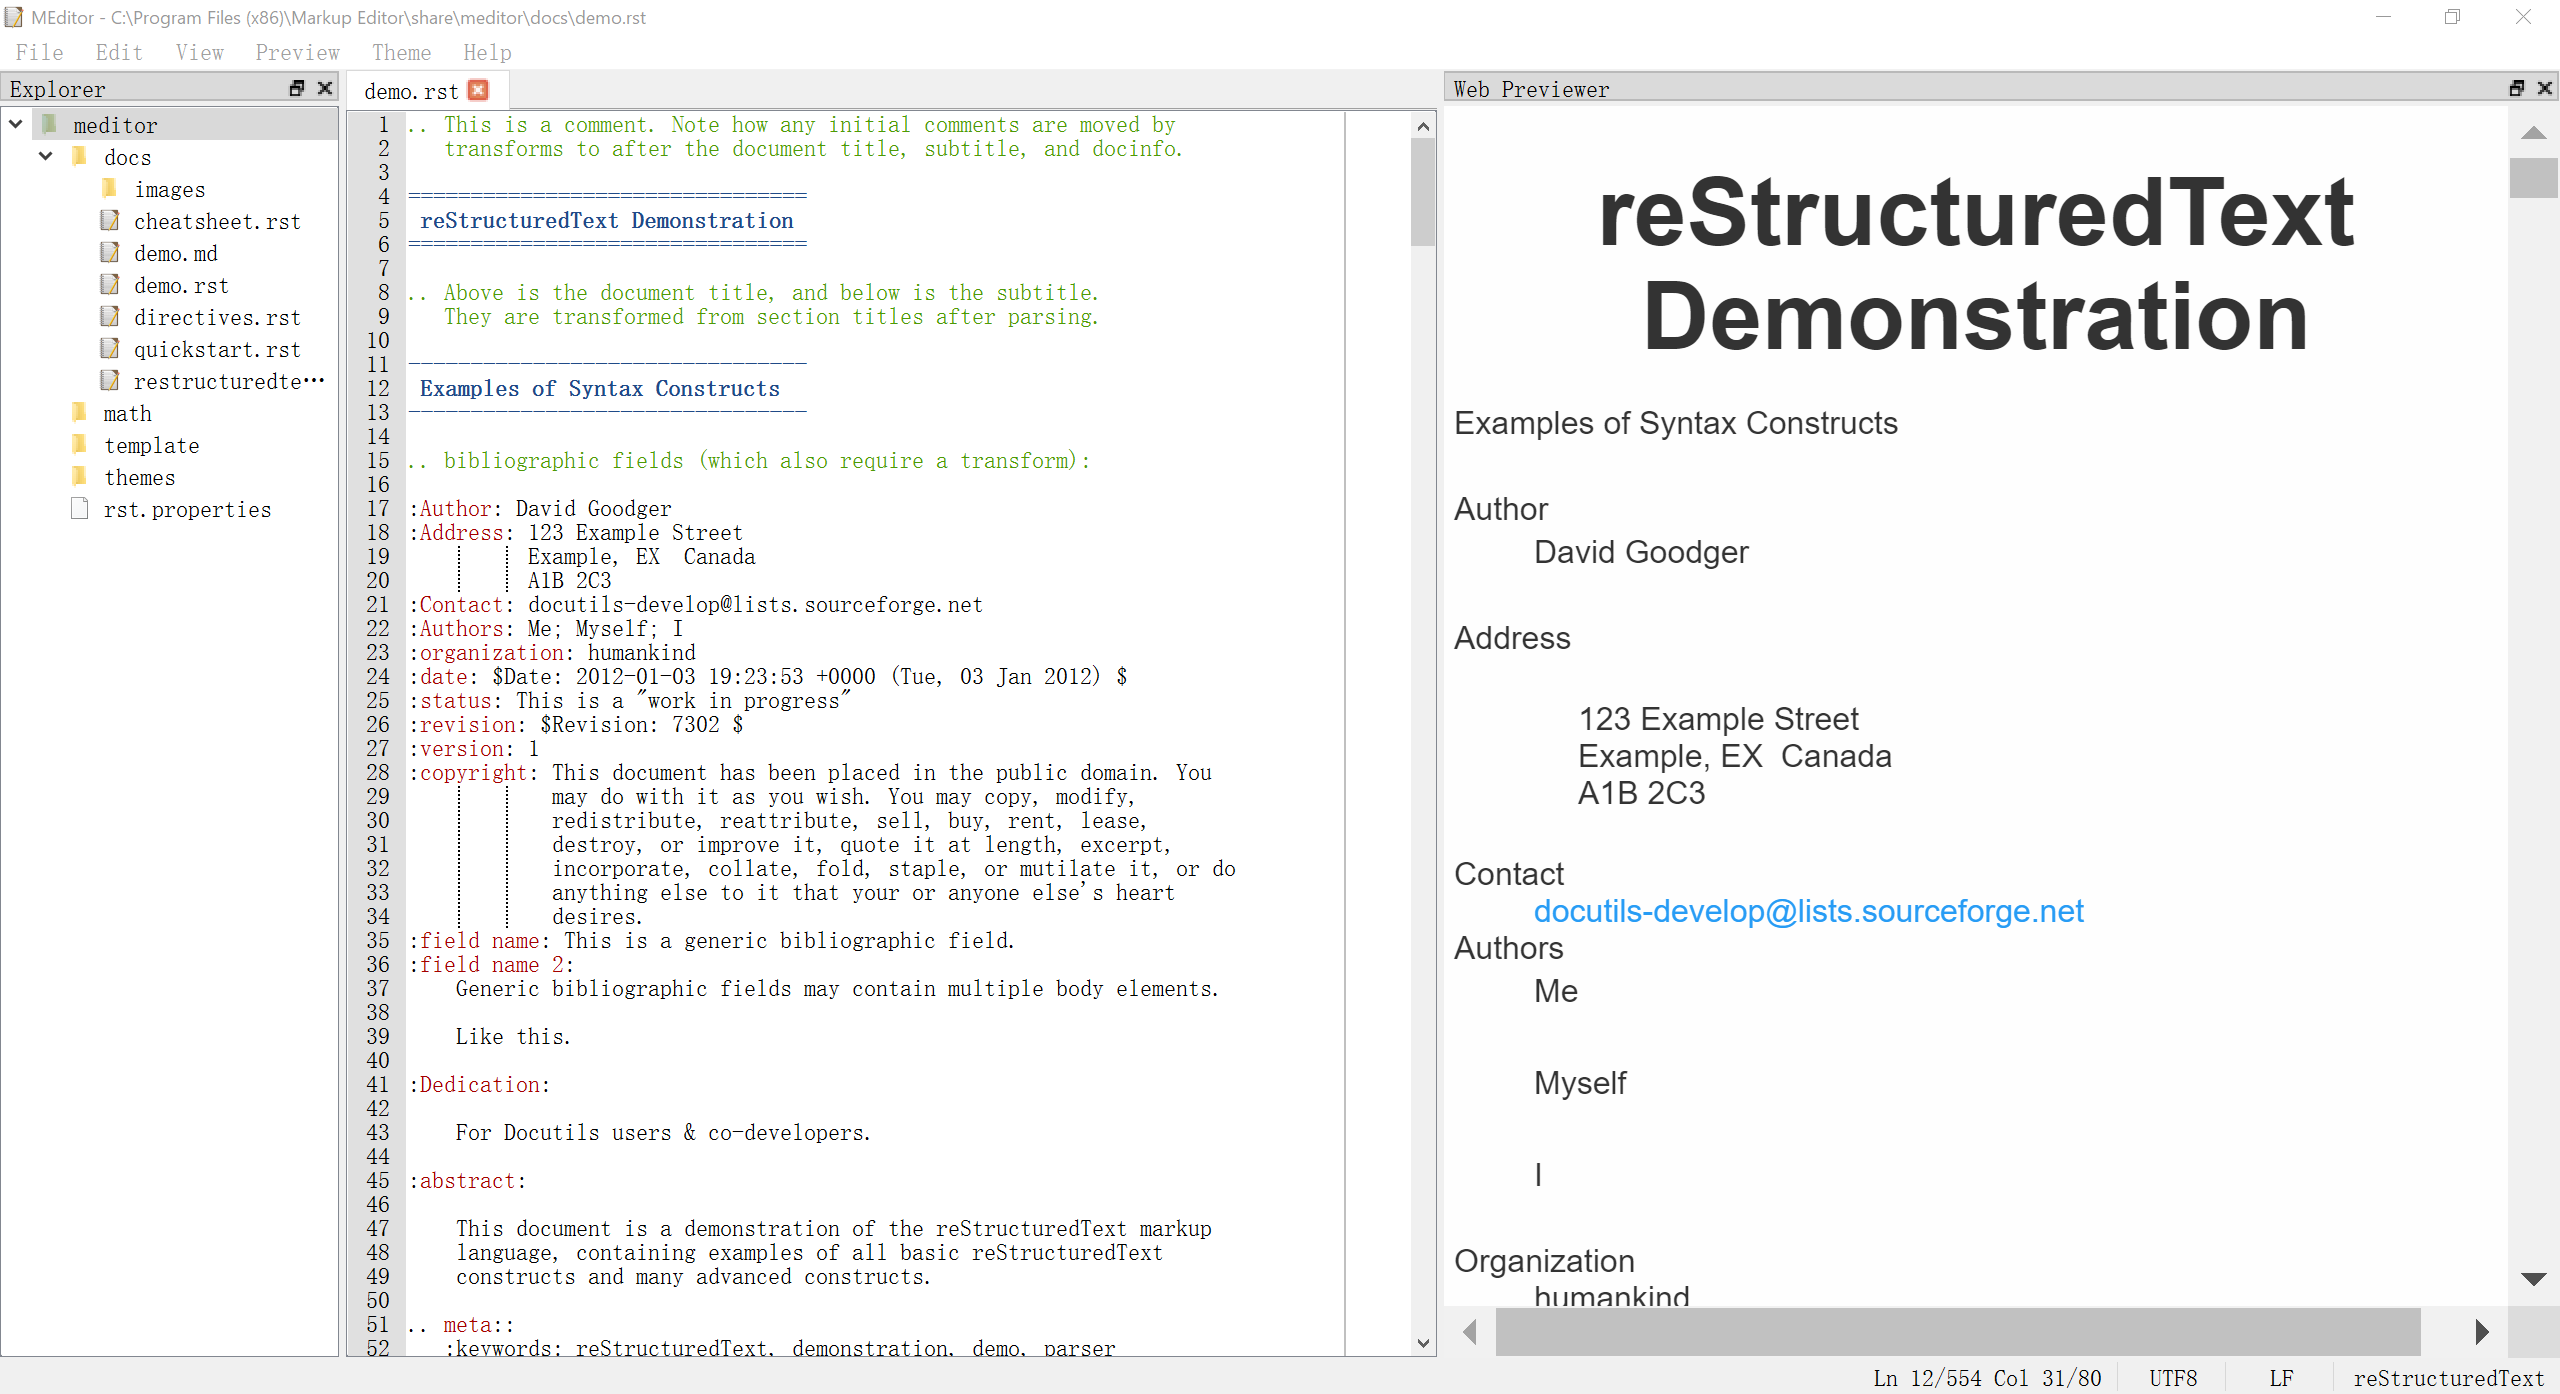 MEditor - C:\Program Files (x86)\Markup Editor\share\meditor\docs\demo.rst
File Edit View Preview Theme Help
Explorer
meditor
docs
images
cheatsheet.rst
demo.md
demo.rst
directives.rst
quickstart.rst
restructuredte···
math
template
themes
rst.properties
demo.rst
1 .. This is a comment. Note how any initial comments are moved by
2 transforms to after the document title, subtitle, and docinfo.
3
4 ================================
5 reStructuredText Demonstration
6 ================================
7
8 .. Above is the document title, and below is the subtitle.
9 They are transformed from section titles after parsing.
10
11 --------------------------------
12 Examples of Syntax Constructs
13 --------------------------------
14
15 .. bibliographic fields (which also require a transform):
16
17 :Author: David Goodger
18 :Address: 123 Example Street
19 Example, EX  Canada
20 A1B 2C3
21 :Contact: docutils-develop@lists.sourceforge.net
22 :Authors: Me; Myself; I
23 :organization: humankind
24 :date: $Date: 2012-01-03 19:23:53 +0000 (Tue, 03 Jan 2012) $
25 :status: This is a "work in progress"
26 :revision: $Revision: 7302 $
27 :version: 1
28 :copyright: This document has been placed in the public domain. You
29 may do with it as you wish. You may copy, modify,
30 redistribute, reattribute, sell, buy, rent, lease,
31 destroy, or improve it, quote it at length, excerpt,
32 incorporate, collate, fold, staple, or mutilate it, or do
33 anything else to it that your or anyone else's heart
34 desires.
35 :field name: This is a generic bibliographic field.
36 :field name 2:
37 Generic bibliographic fields may contain multiple body elements.
38
39 Like this.
40
41 :Dedication:
42
43 For Docutils users & co-developers.
44
45 :abstract:
46
47 This document is a demonstration of the reStructuredText markup
48 language, containing examples of all basic reStructuredText
49 constructs and many advanced constructs.
50
51 .. meta::
52 :keywords: reStructuredText, demonstration, demo, parser
Web Previewer
reStructuredText
Demonstration
Examples of Syntax Constructs
Author
David Goodger
Address
123 Example Street
Example, EX  Canada
A1B 2C3
Contact
docutils-develop@lists.sourceforge.net
Authors
Me
Myself
I
Organization
humankind
Ln 12/554 Col 31/80 UTF8 LF reStructuredText